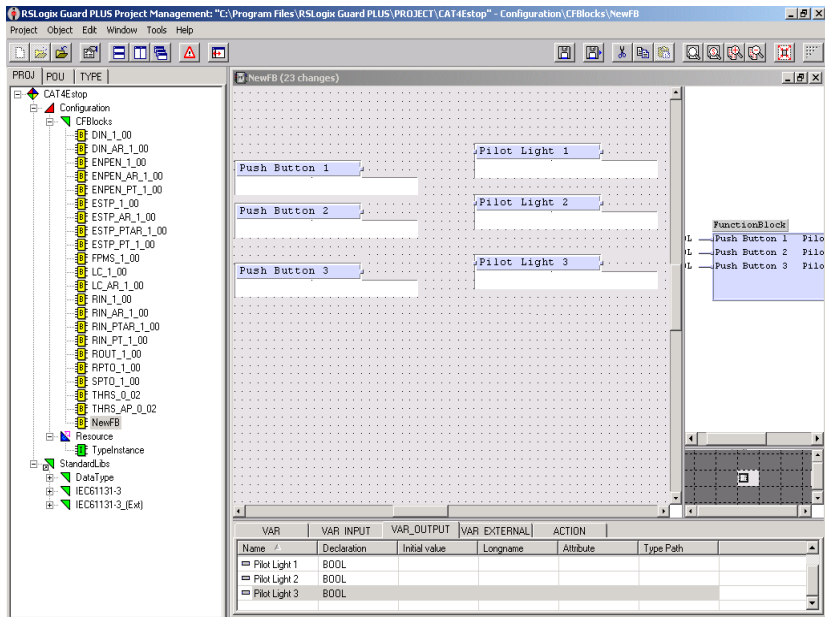 RSLogix Guard PLUS Project Management: "C:\Program Files\RSLogix Guard PLUS\PROJECT\CAT4Estop" - Configuration\CFBlocks\NewFB
Project Object Edit Window Tools Help
PROJ POU TYPE
CAT4Estop
Configuration
CFBlocks
DIN_1_00
DIN_AR_1_00
ENPEN_1_00
ENPEN_AR_1_00
ENPEN_PT_1_00
ESTP_1_00
ESTP_AR_1_00
ESTP_PTAR_1_00
ESTP_PT_1_00
FPMS_1_00
LC_1_00
LC_AR_1_00
RIN_1_00
RIN_AR_1_00
RIN_PTAR_1_00
RIN_PT_1_00
ROUT_1_00
RPTO_1_00
SPTO_1_00
THRS_0_02
THRS_AP_0_02
NewFB
Resource
TypeInstance
StandardLibs
DataType
IEC61131-3
IEC61131-3_(Ext)
NewFB (23 changes)
Pilot Light 1
Push Button 1
Pilot Light 2
Push Button 2
Pilot Light 3
Push Button 3
FunctionBlock
L Push Button 1 Pilo
L Push Button 2 Pilo
L Push Button 3 Pilo
VAR VAR INPUT VAR_OUTPUT VAR EXTERNAL ACTION
Name Declaration Initial value Longname Attribute Type Path
Pilot Light 1 BOOL
Pilot Light 2 BOOL
Pilot Light 3 BOOL